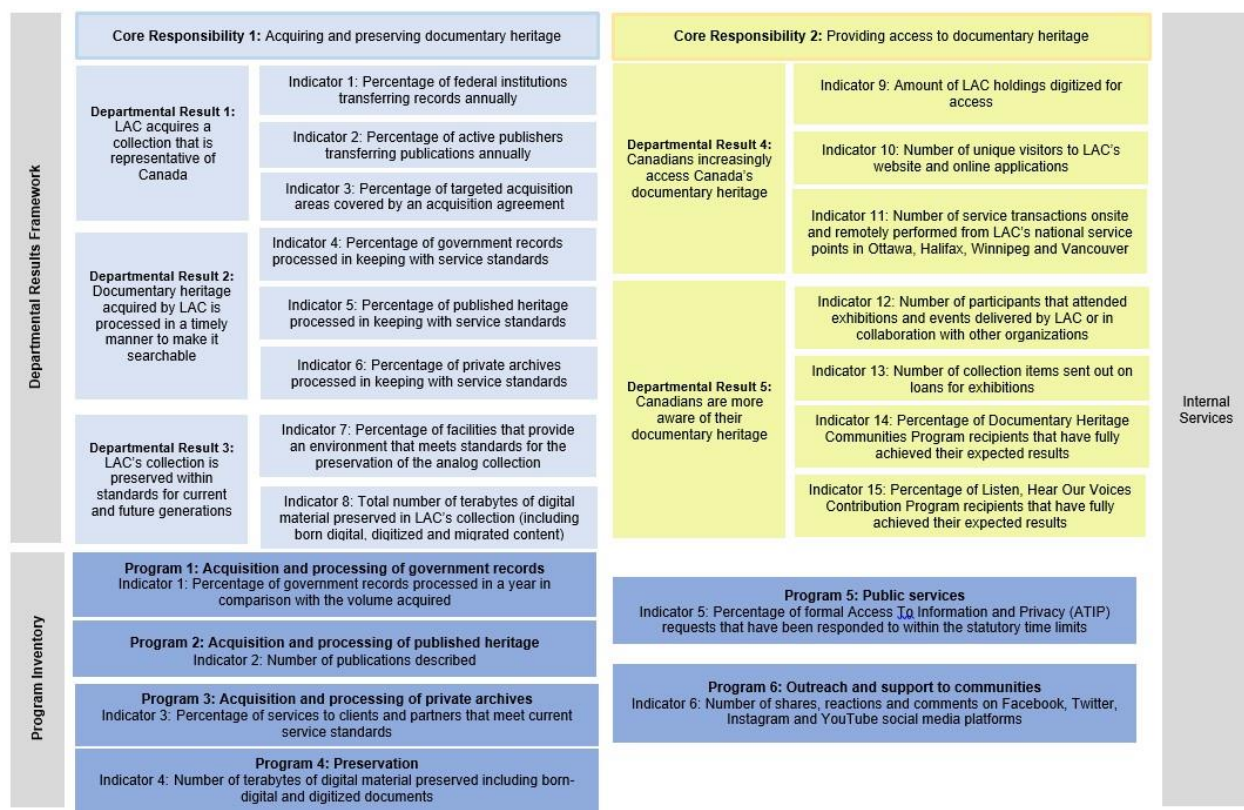 Departmental Results Framework
Core Responsibility 1: Acquiring and preserving documentary heritage
Departmental Result 1:
LAC acquires a
collection that is
representative of
Canada
Indicator 1: Percentage of federal institutions
transferring records annually
Indicator 2: Percentage of active publishers
transferring publications annually
Indicator 3: Percentage of targeted acquisition
areas covered by an acquisition agreement
Departmental Result 2:
Documentary heritage
acquired by LAC is
processed in a timely
manner to make it
searchable
Indicator 4: Percentage of government records
processed in keeping with service standards
Indicator 5: Percentage of published heritage
processed in keeping with service standards
Indicator 6: Percentage of private archives
processed in keeping with service standards
Departmental Result 3:
LAC's collection is
preserved within
standards for current
and future generations
Indicator 7: Percentage of facilities that provide
an environment that meets standards for the
preservation of the analog collection
Indicator 8: Total number of terabytes of digital
material preserved in LAC's collection (including
born digital, digitized and migrated content)
Core Responsibility 2: Providing access to documentary heritage
Departmental Result 4:
Canadians increasingly
access Canada's
documentary heritage
Indicator 9: Amount of LAC holdings digitized for
access
Indicator 10: Number of unique visitors to LAC's
website and online applications
Indicator 11: Number of service transactions onsite
and remotely performed from LAC's national service
points in Ottawa, Halifax, Winnipeg and Vancouver
Departmental Result 5:
Canadians are more
aware of their
documentary heritage
Indicator 12: Number of participants that attended
exhibitions and events delivered by LAC or in
collaboration with other organizations
Indicator 13: Number of collection items sent out on
loans for exhibitions
Indicator 14: Percentage of Documentary Heritage
Communities Program recipients that have fully
achieved their expected results
Indicator 15: Percentage of Listen, Hear Our Voices
Contribution Program recipients that have fully
achieved their expected results
Program Inventory
Program 1: Acquisition and processing of government records
Indicator 1: Percentage of government records processed in a year in
comparison with the volume acquired
Program 2: Acquisition and processing of published heritage
Indicator 2: Number of publications described
Program 3: Acquisition and processing of private archives
Indicator 3: Percentage of services to clients and partners that meet current
service standards
Program 4: Preservation
Indicator 4: Number of terabytes of digital material preserved including born-
digital and digitized documents
Program 5: Public services
Indicator 5: Percentage of formal Access To Information and Privacy (ATIP)
requests that have been responded to within the statutory time limits
Program 6: Outreach and support to communities
Indicator 6: Number of shares, reactions and comments on Facebook, Twitter,
Instagram and YouTube social media platforms
Internal
Services